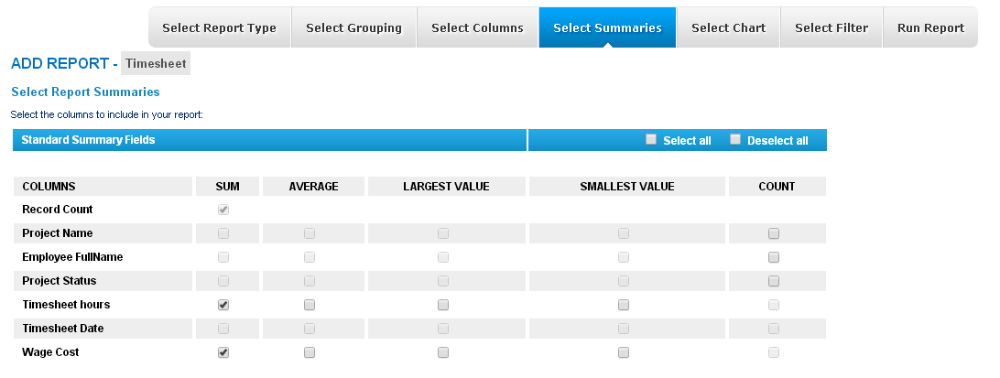 Select Report Type Select Grouping Select Columns Select Summaries Select Chart Select Filter Run Report
ADD REPORT - Timesheet
Select Report Summaries
Select the columns to include in your report:
Standard Summary Fields Select all Deselect all
COLUMNS SUM AVERAGE LARGEST VALUE SMALLEST VALUE COUNT
Record Count
Project Name
Employee FullName
Project Status
Timesheet hours
Timesheet Date
Wage Cost